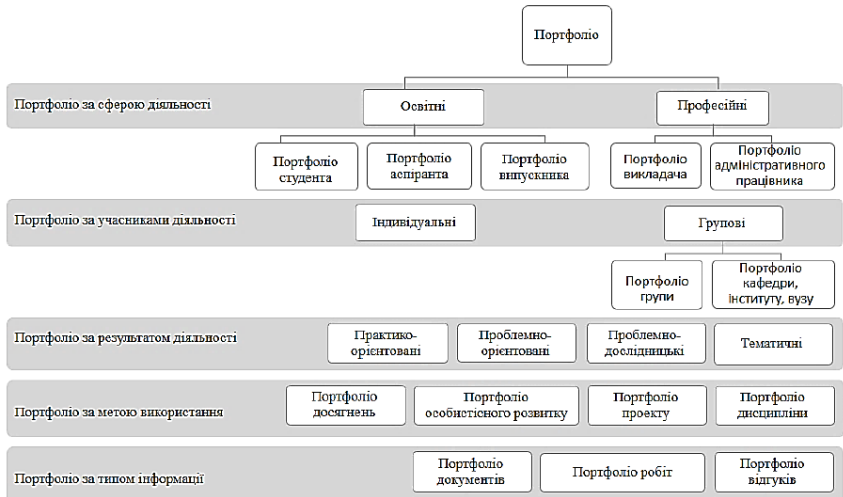 Портфоліо
Портфоліо за сферою діяльності
Освітні
Професійні
Портфоліо
студента
Портфоліо
аспіранта
Портфоліо
випускника
Портфоліо
викладача
Портфоліо
адміністративного
працівника
Портфоліо за учасниками діяльності
Індивідуальні
Групові
Портфоліо
групи
Портфоліо
кафедри,
інституту, вузу
Портфоліо за результатом діяльності
Практико-
орієнтовані
Проблемно-
орієнтовані
Проблемно-
дослідницькі
Тематичні
Портфоліо за метою використання
Портфоліо
досягнень
Портфоліо
особистісного розвитку
Портфоліо
проекту
Портфоліо
дисципліни
Портфоліо за типом інформації
Портфоліо
документів
Портфоліо робіт
Портфоліо
відгуків